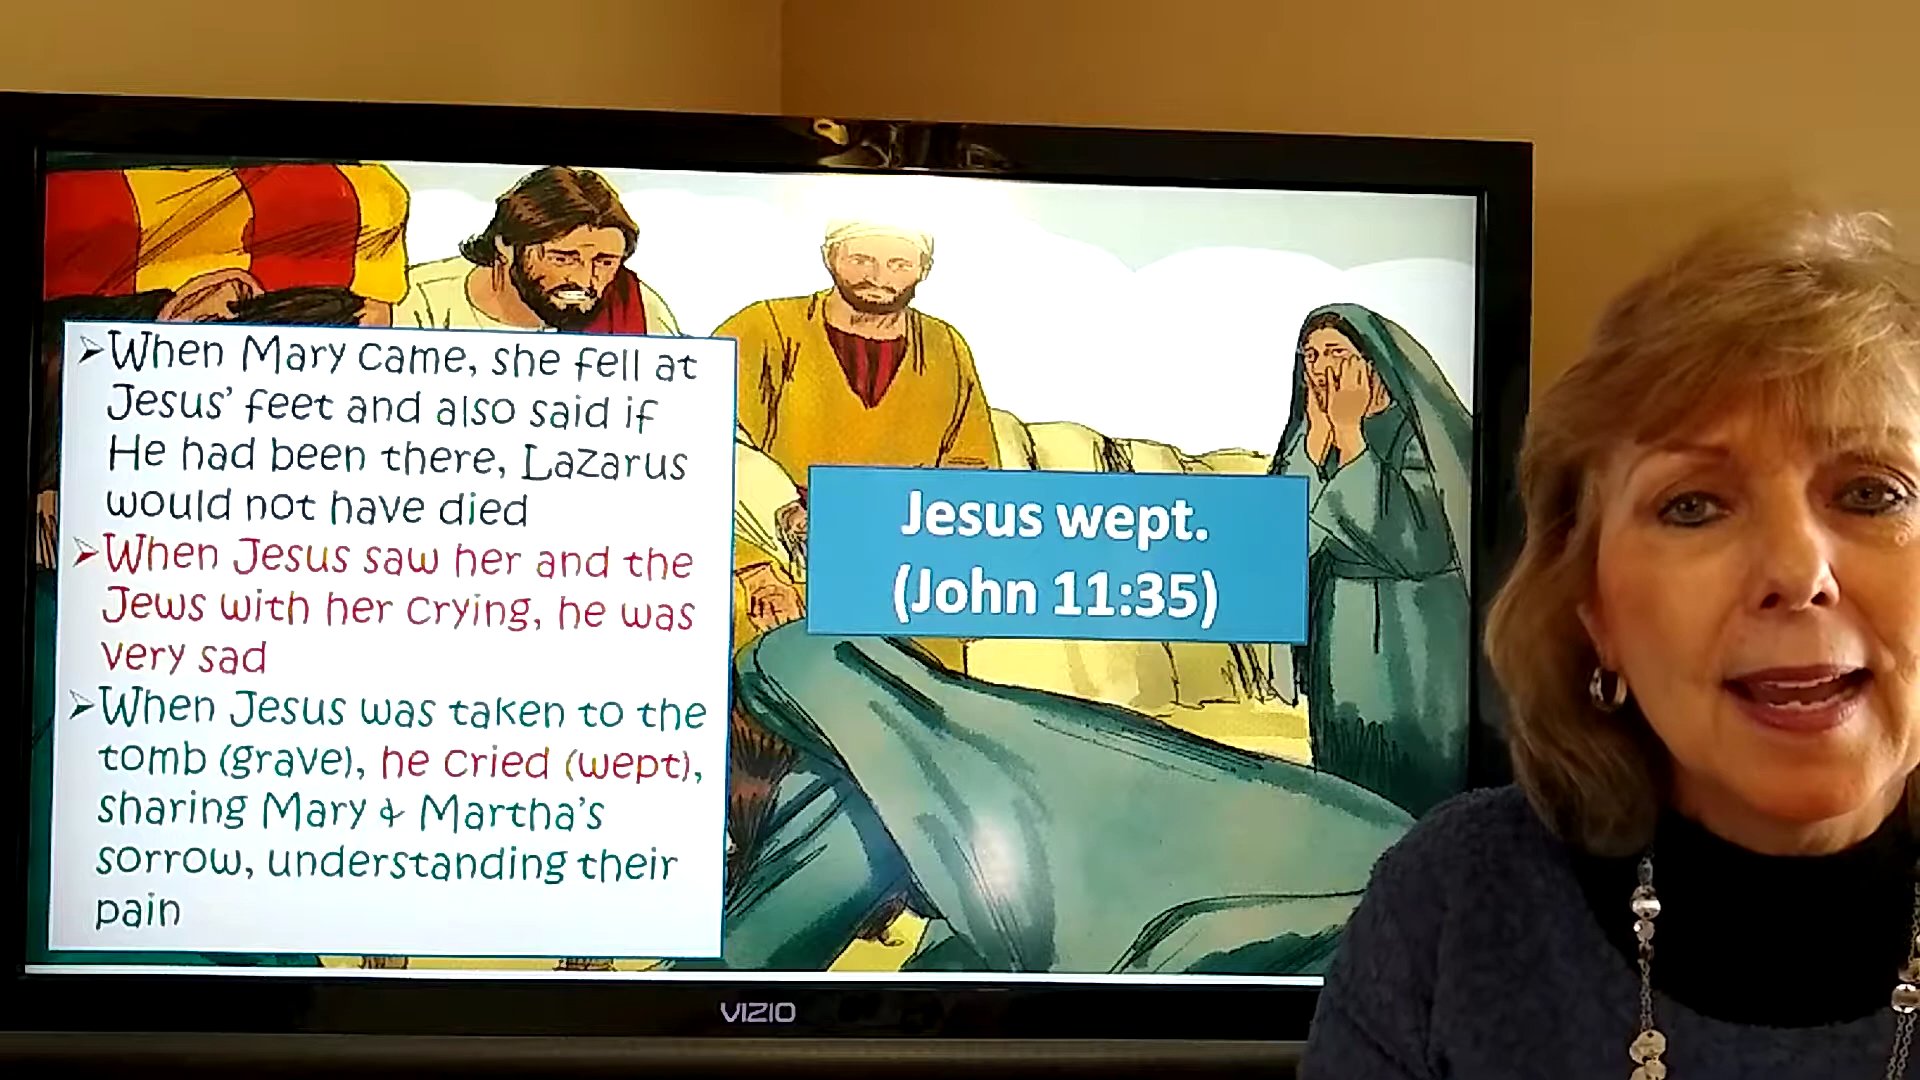 ➢When Mary came, she fell at
Jesus' feet and also said if
He had been there, Lazarus
would not have died
➢When Jesus saw her and the
Jews with her crying, he was
very sad
➢When Jesus was taken to the
tomb (grave), he cried (wept),
sharing Mary & Martha's
sorrow, understanding their
pain
Jesus wept.
(John 11:35)
VIZIO